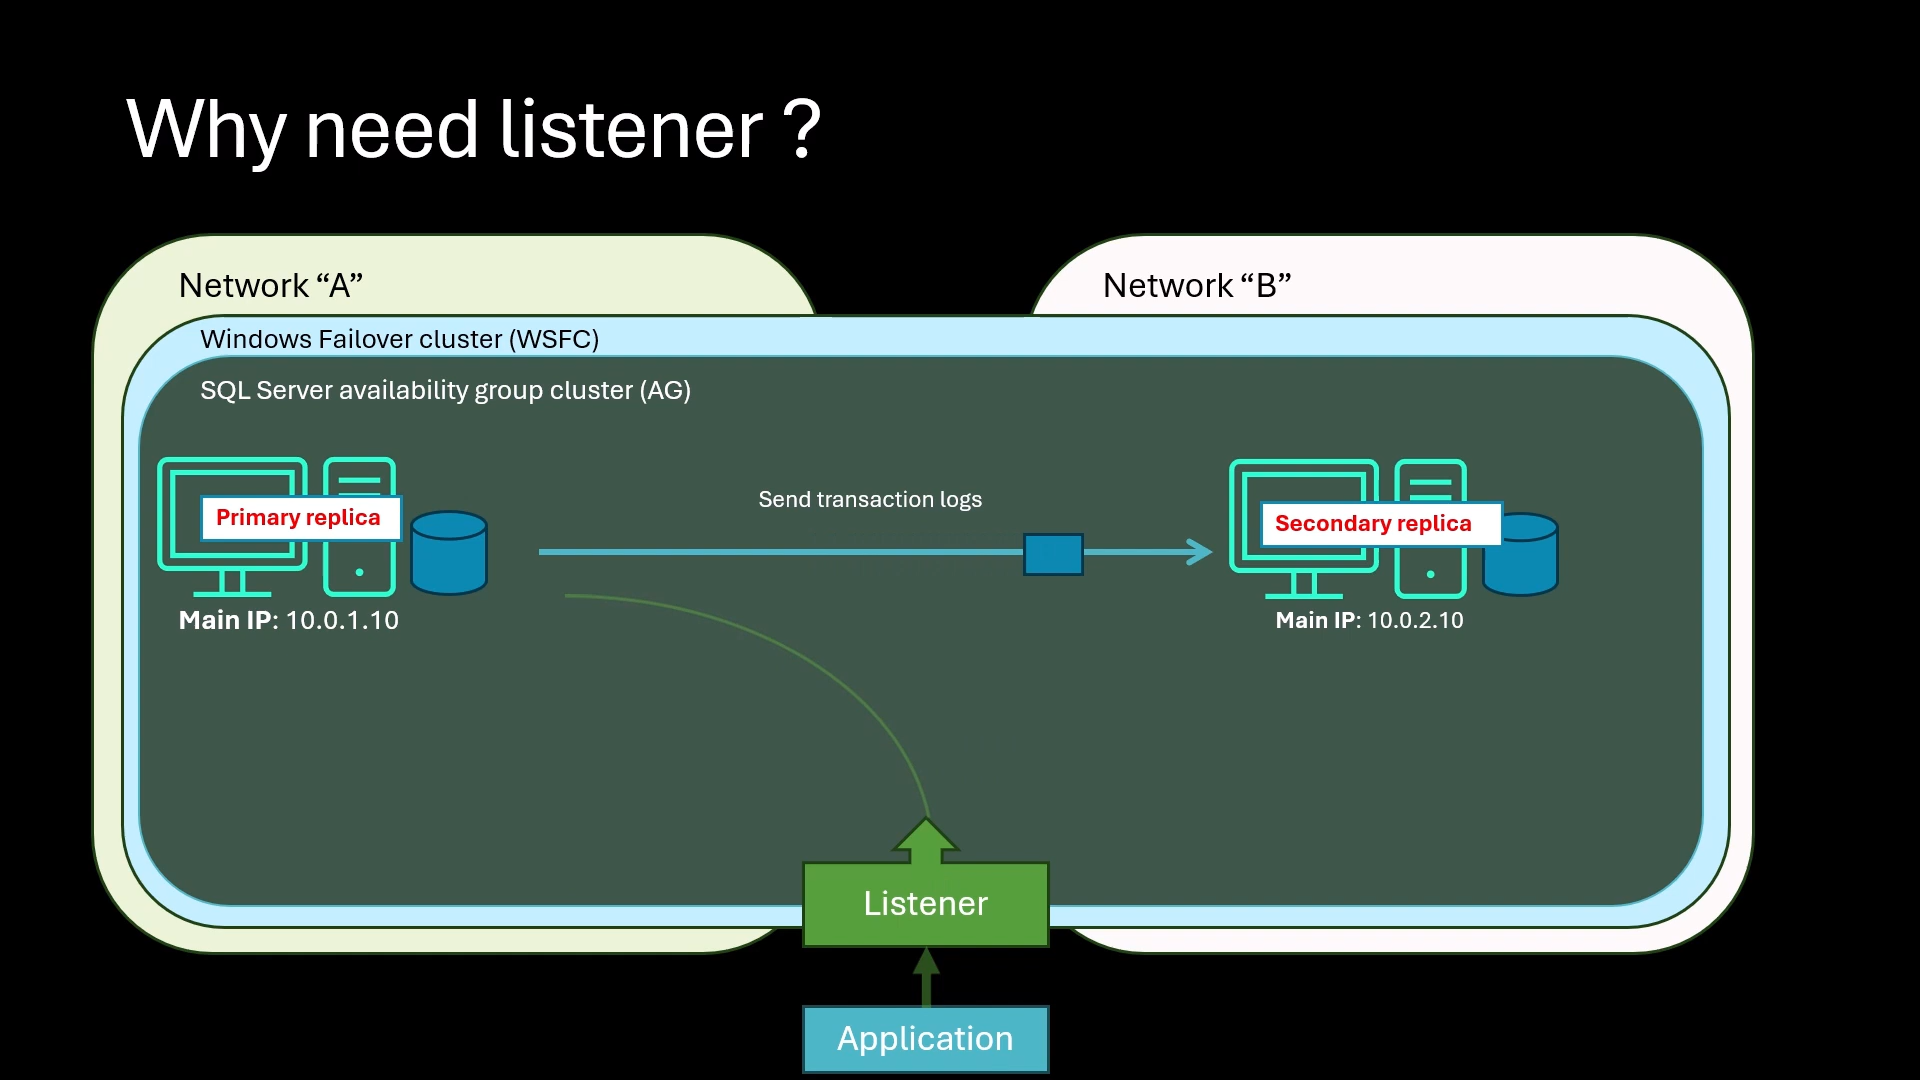 Why need listener ?
Network “A”
Network “B”
Windows Failover cluster (WSFC)
SQL Server availability group cluster (AG)
Send transaction logs
Primary replica
Secondary replica
Main IP: 10.0.1.10
Main IP: 10.0.2.10
Listener
Application